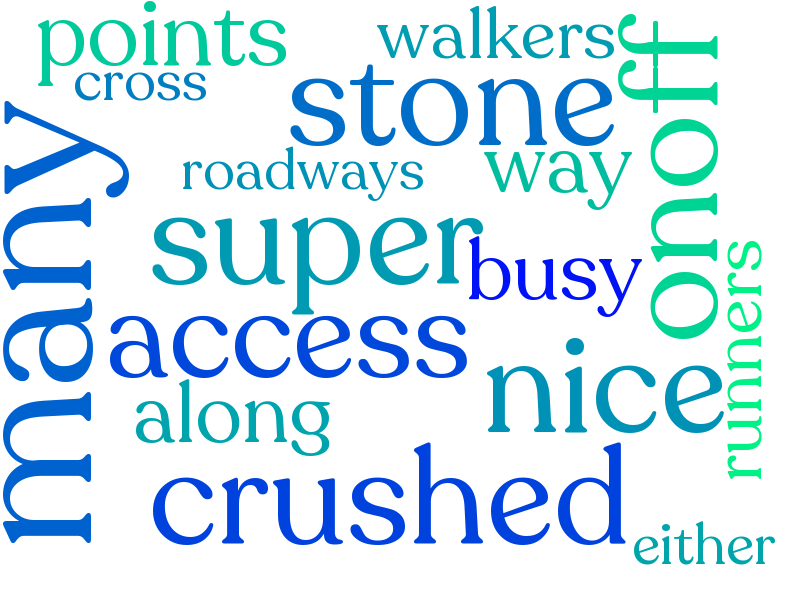 points
walkers
cross
stone
onoff
many
roadways
way
super
busy
runners
access
nice
along
crushed
either